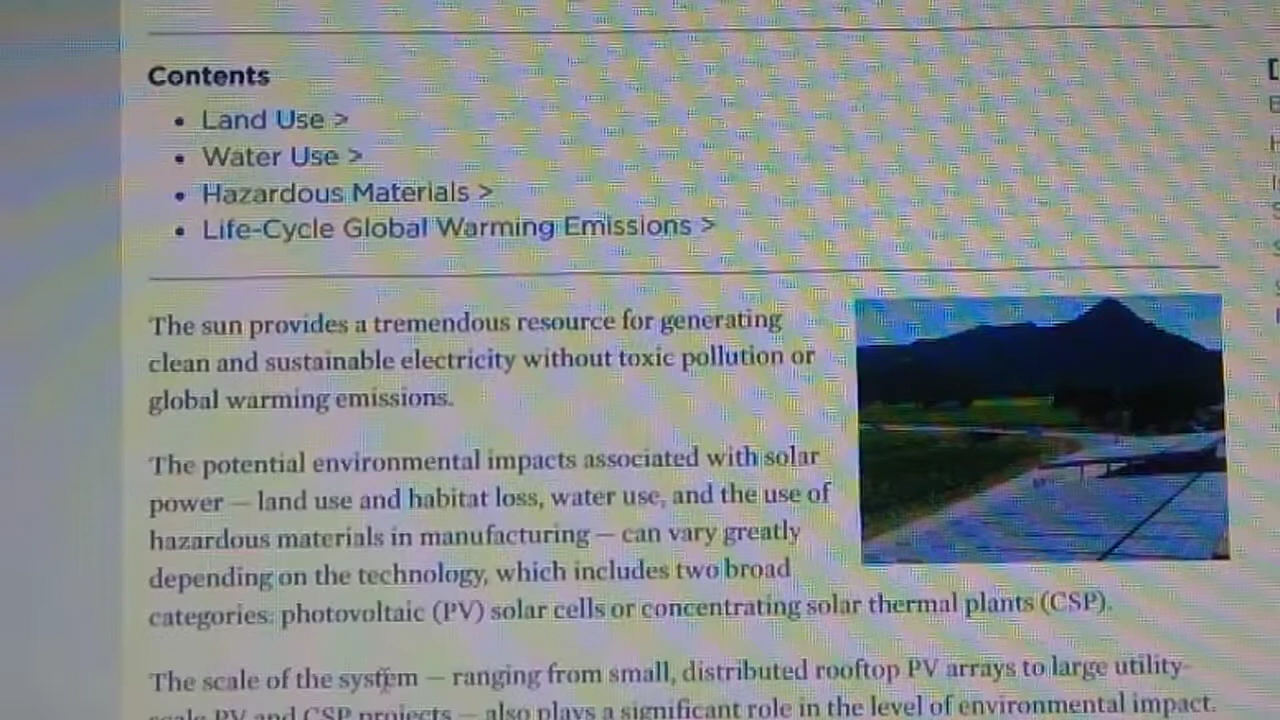 Contents
Land Use >
Water Use >
Hazardous Materials >
Life-Cycle Global Warming Emissions >
The sun provides a tremendous resource for generating
clean and sustainable electricity without toxic pollution or
global warming emissions.
The potential environmental impacts associated with solar
power — land use and habitat loss, water use, and the use of
hazardous materials in manufacturing — can vary greatly
depending on the technology, which includes two broad
categories: photovoltaic (PV) solar cells or concentrating solar thermal plants (CSP).
The scale of the system — ranging from small, distributed rooftop PV arrays to large utility-
scale PV and CSP projects — also plays a significant role in the level of environmental impact.